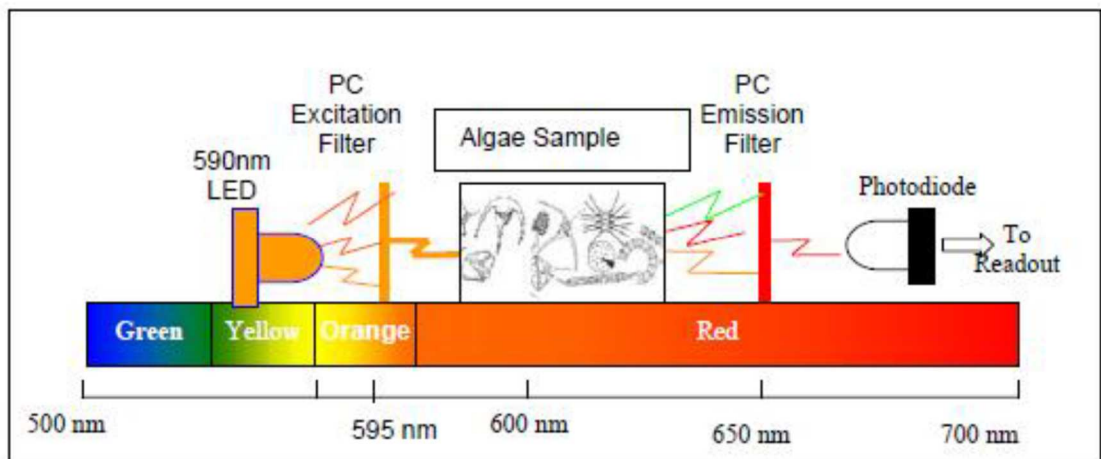 PC
Excitation
Filter
PC
Emission
Filter
Algae Sample
590nm
LED
Photodiode
To
Readout
Green
Yellow
Orange
Red
500 nm
595 nm
600 nm
650 nm
700 nm